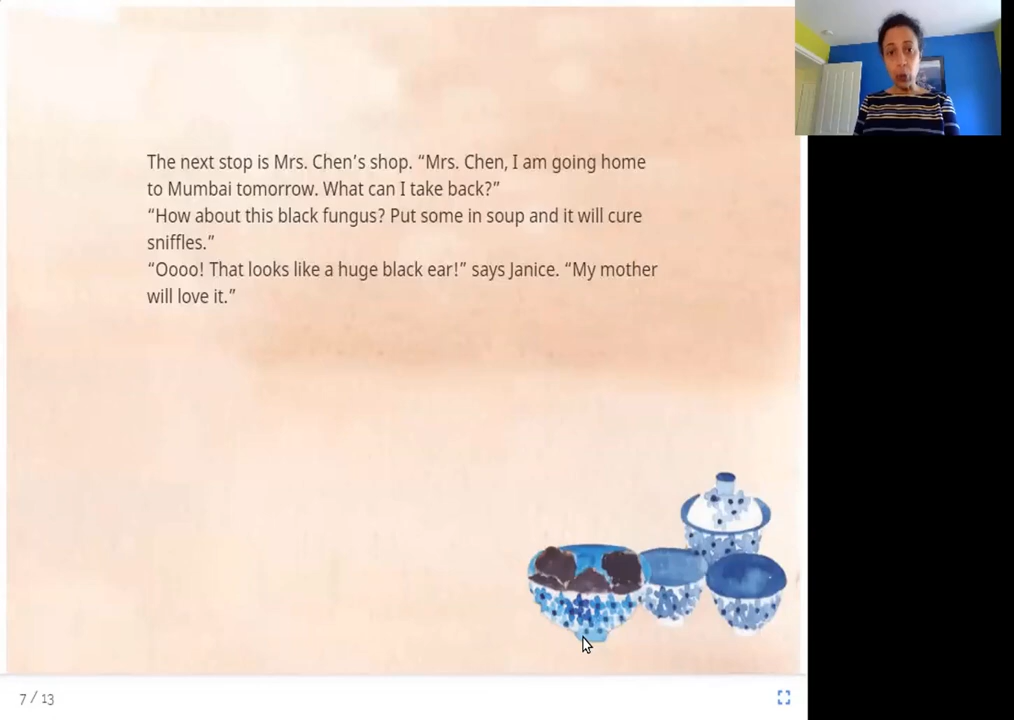 The next stop is Mrs. Chen’s shop. “Mrs. Chen, I am going home
to Mumbai tomorrow. What can I take back?”
“How about this black fungus? Put some in soup and it will cure
sniffles.”
“Oooo! That looks like a huge black ear!” says Janice. “My mother
will love it.”
7 / 13